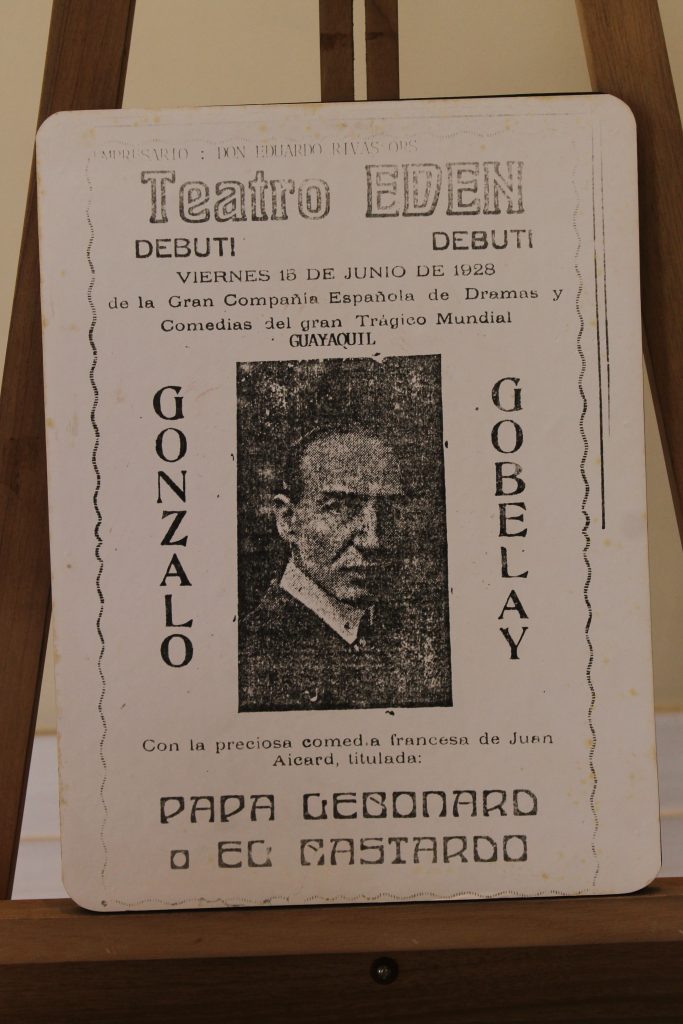 EMPRESARIO : DON EDUARDO RIVAS ORS
Teatro EDEN
DEBUT! DEBUT!
VIERNES 15 DE JUNIO DE 1928
de la Gran Compañia Española de Dramas y
Comedias del gran Trágico Mundial
GUAYAQUIL
GONZALO
GOBELAY
Con la preciosa comedia francesa de Juan
Aicard, titulada:
PAPA LEBONARD
o EL BASTARDO